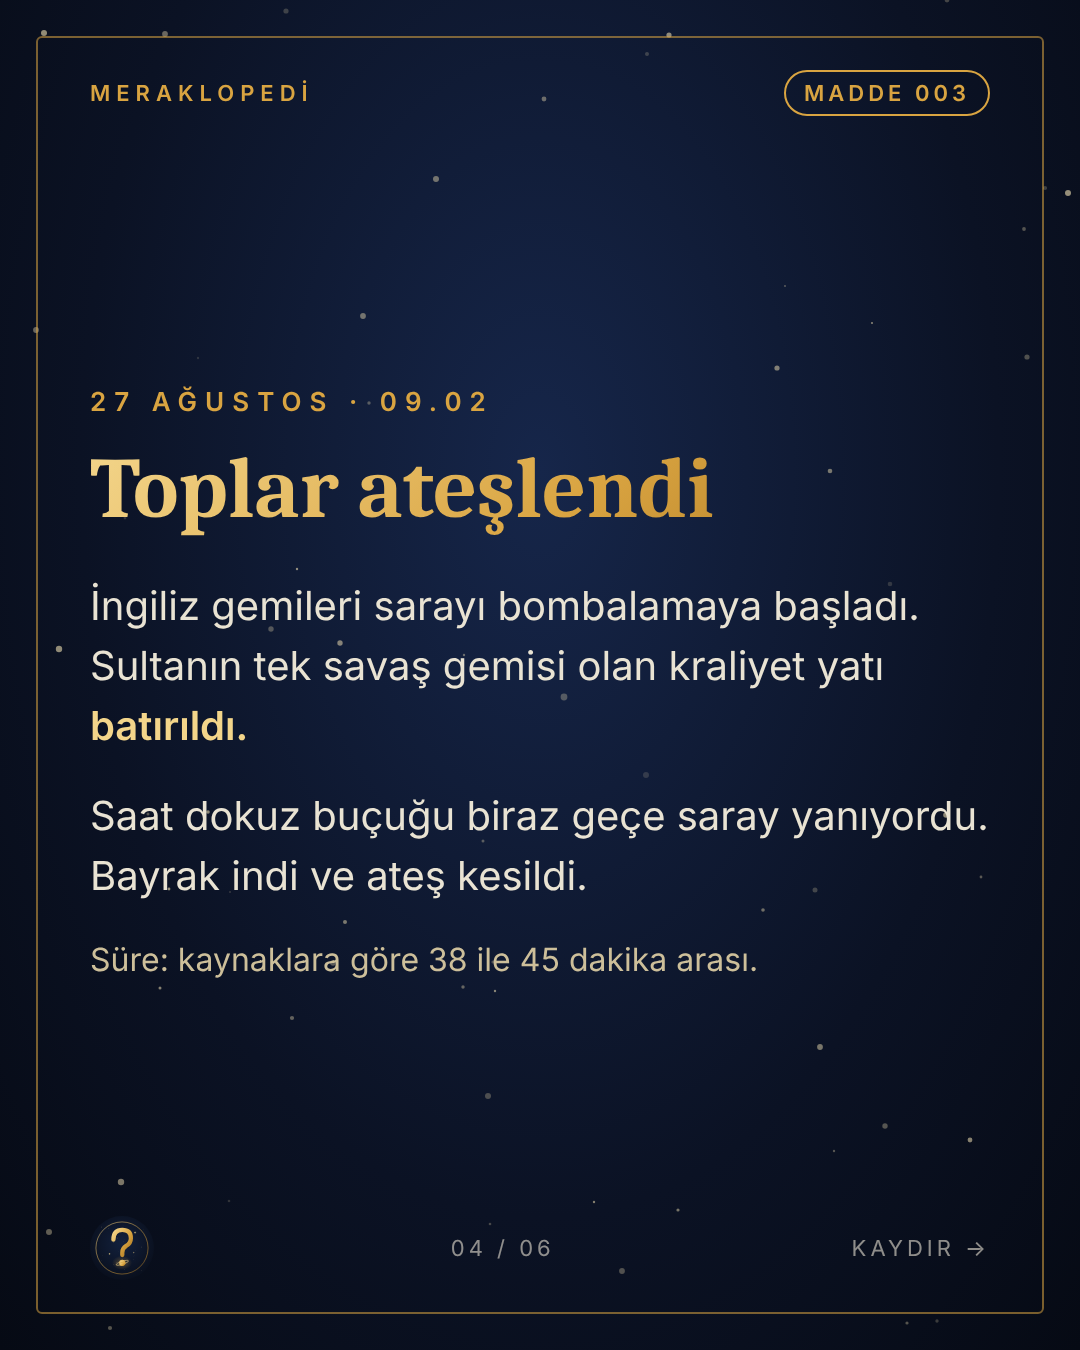 MERAKLOPEDİ
MADDE 003
27 AĞUSTOS · 09.02
Toplar ateşlendi
İngiliz gemileri sarayı bombalamaya başladı.
Sultanın tek savaş gemisi olan kraliyet yatı
batırıldı.
Saat dokuz buçuğu biraz geçe saray yanıyordu.
Bayrak indi ve ateş kesildi.
Süre: kaynaklara göre 38 ile 45 dakika arası.
?
04 / 06
KAYDIR →